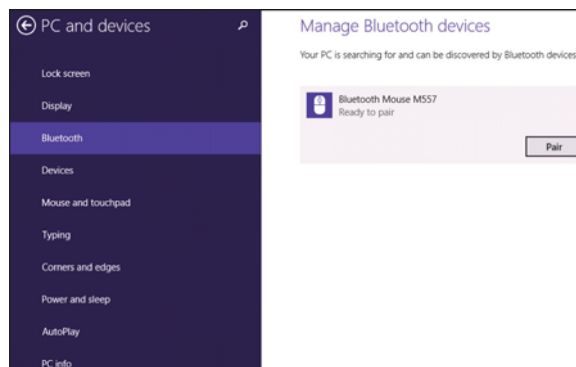 PC and devices
Lock screen
Display
Bluetooth
Devices
Mouse and touchpad
Typing
Corners and edges
Power and sleep
AutoPlay
PC info
Manage Bluetooth devices
Your PC is searching for and can be discovered by Bluetooth devices
Bluetooth Mouse M557
Ready to pair
Pair